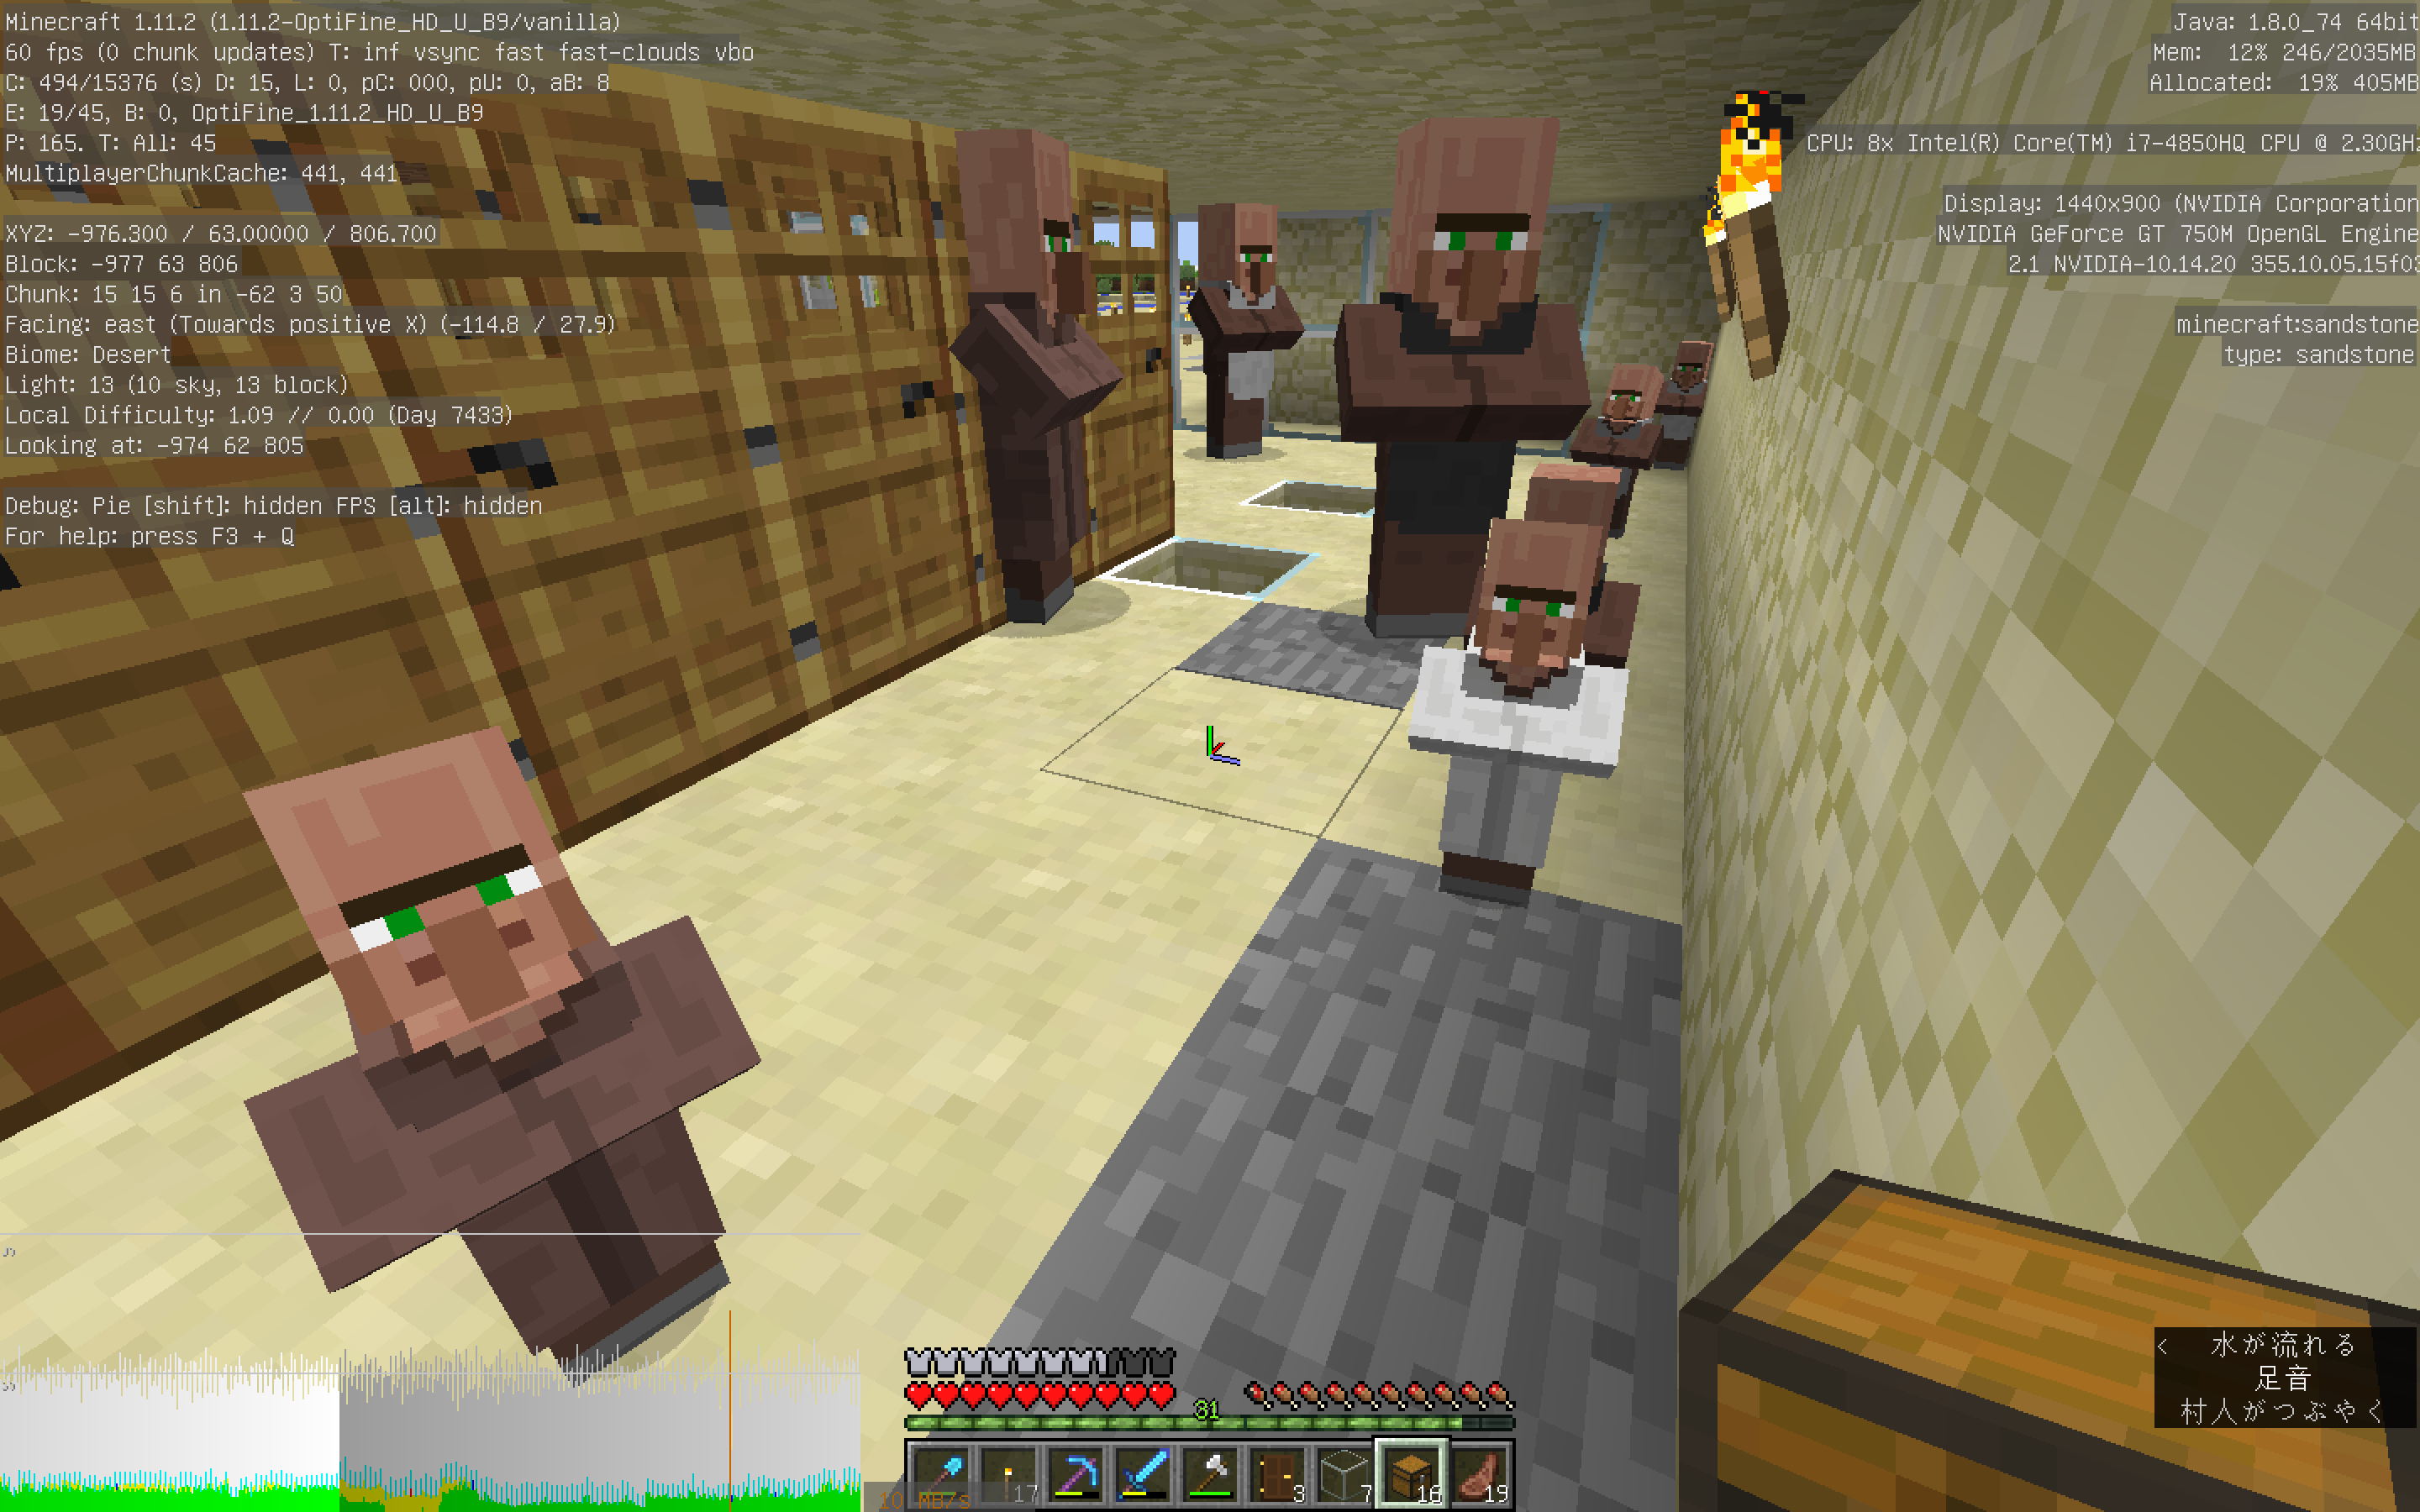 Minecraft 1.11.2 (1.11.2-OptiFine_HD_U_B9/vanilla)
60 fps (0 chunk updates) T: inf vsync fast fast-clouds vbo
C: 494/15376 (s) D: 15, L: 0, pC: 000, pU: 0, aB: 8
E: 19/45, B: 0, OptiFine_1.11.2_HD_U_B9
P: 165. T: All: 45
MultiplayerChunkCache: 441, 441
XYZ: -976.300 / 63.00000 / 806.700
Block: -977 63 806
Chunk: 15 15 6 in -62 3 50
Facing: east (Towards positive X) (-114.8 / 27.9)
Biome: Desert
Light: 13 (10 sky, 13 block)
Local Difficulty: 1.09 // 0.00 (Day 7433)
Looking at: -974 62 805
Debug: Pie [shift]: hidden FPS [alt]: hidden
For help: press F3 + Q
Java: 1.8.0_74 64bit
Mem: 12% 246/2035MB
Allocated: 19% 405MB
CPU: 8x Intel(R) Core(TM) i7-4850HQ CPU @ 2.30GHz
Display: 1440x900 (NVIDIA Corporation
NVIDIA GeForce GT 750M OpenGL Engine
2.1 NVIDIA-10.14.20 355.10.05.15f03
minecraft:sandstone
type: sandstone
< 水が流れる
足音
村人がつぶやく
81
17 3 7 16 19
10 MB/s